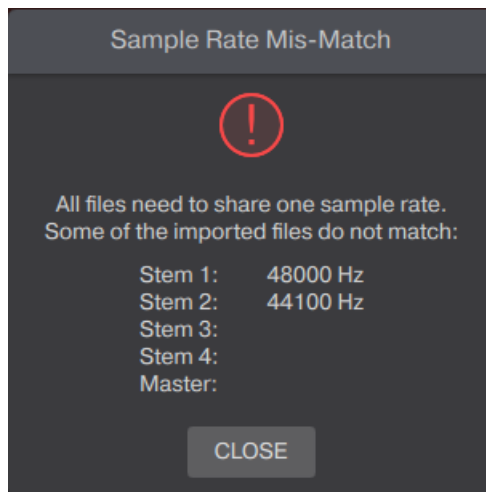 Sample Rate Mis-Match
!
All files need to share one sample rate.
Some of the imported files do not match:
Stem 1: 48000 Hz
Stem 2: 44100 Hz
Stem 3:
Stem 4:
Master:
CLOSE